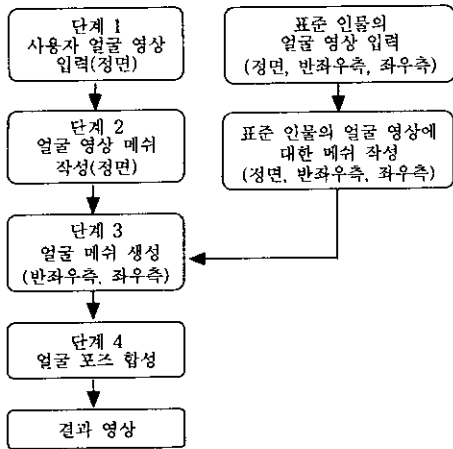 단계 1
사용자 얼굴 영상
입력(정면)
단계 2
얼굴 영상 메쉬
작성(정면)
단계 3
얼굴 메쉬 생성
(반좌우측, 좌우측)
단계 4
얼굴 포즈 합성
결과 영상
표준 인물의
얼굴 영상 입력
(정면, 반좌우측, 좌우측)
표준 인물의 얼굴 영상에
대한 메쉬 작성
(정면, 반좌우측, 좌우측)